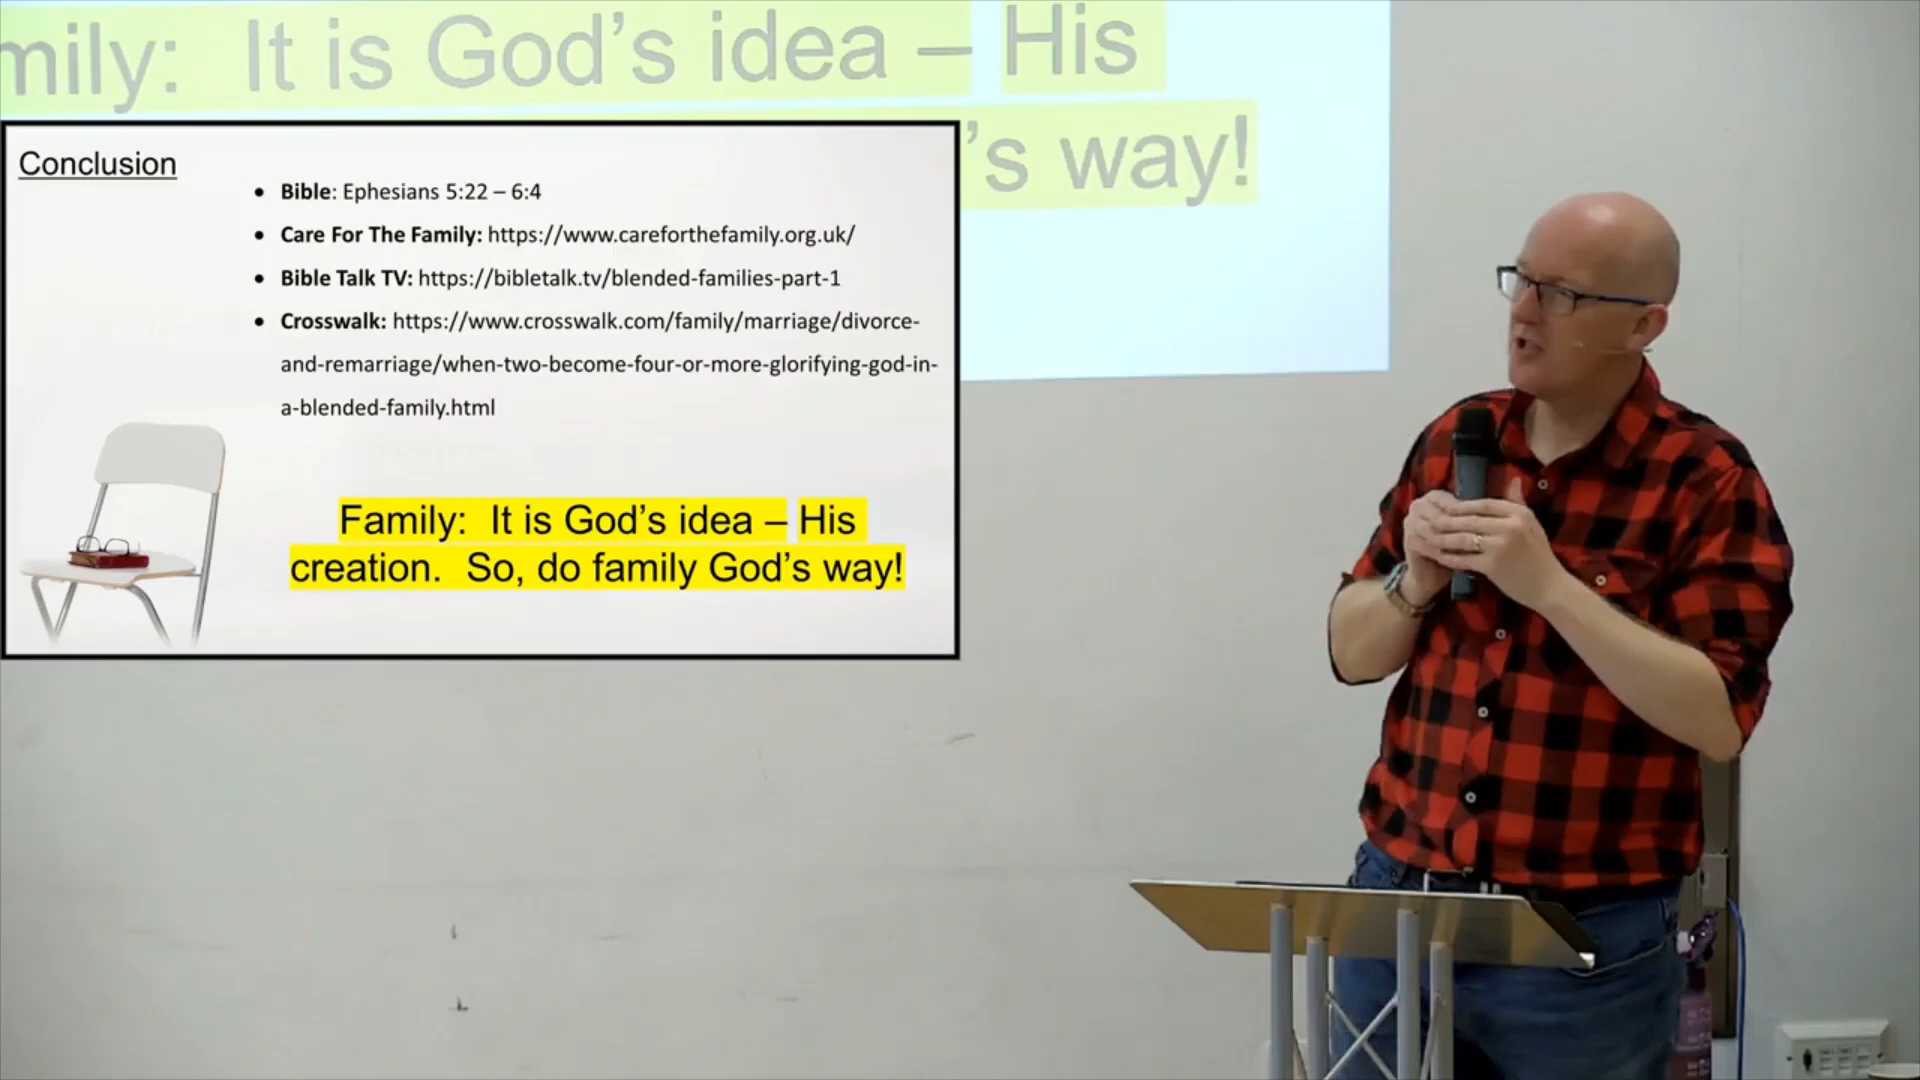 mily: It is God's idea – His
's way!
Conclusion
• Bible: Ephesians 5:22 – 6:4
• Care For The Family: https://www.careforthefamily.org.uk/
• Bible Talk TV: https://bibletalk.tv/blended-families-part-1
• Crosswalk: https://www.crosswalk.com/family/marriage/divorce-
and-remarriage/when-two-become-four-or-more-glorifying-god-in-
a-blended-family.html
Family: It is God's idea – His
creation. So, do family God's way!